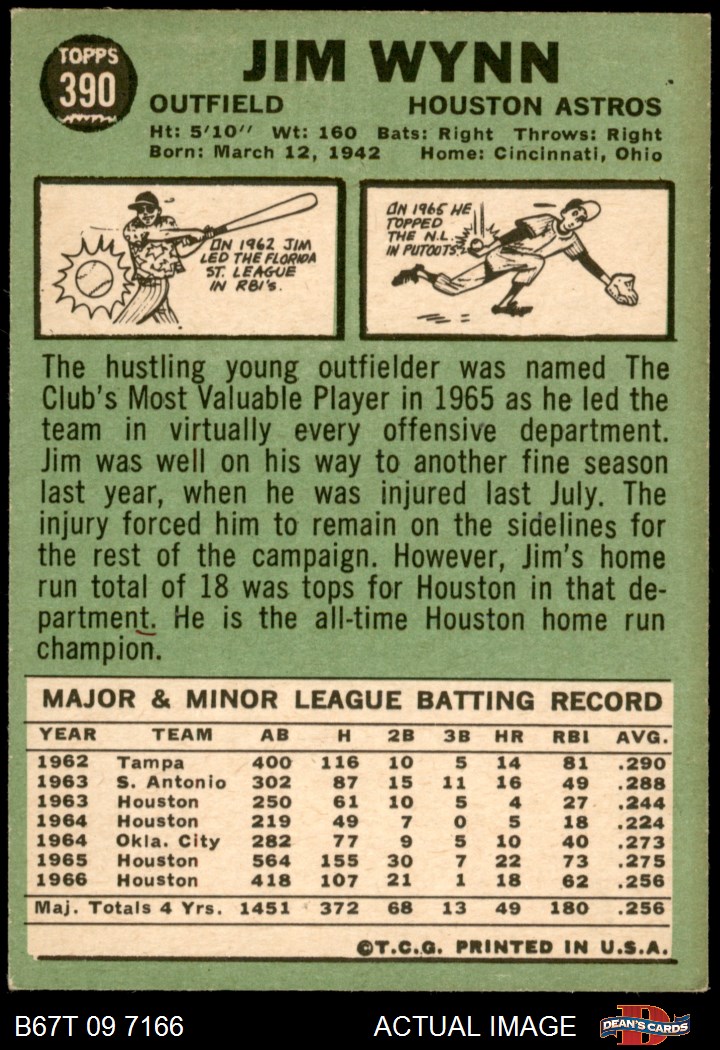 TOPPS
390
JIM WYNN
OUTFIELD HOUSTON ASTROS
Ht: 5'10" Wt: 160 Bats: Right Throws: Right
Born: March 12, 1942 Home: Cincinnati, Ohio
IN 1962 JIM
LED THE FLORIDA
ST. LEAGUE
IN RBI's.
IN 1965 HE
TOPPED
THE N.L.
IN PUTOUTS.
The hustling young outfielder was named The
Club's Most Valuable Player in 1965 as he led the
team in virtually every offensive department.
Jim was well on his way to another fine season
last year, when he was injured last July. The
injury forced him to remain on the sidelines for
the rest of the campaign. However, Jim's home
run total of 18 was tops for Houston in that de-
partment. He is the all-time Houston home run
champion.
MAJOR & MINOR LEAGUE BATTING RECORD
YEAR TEAM AB H 2B 3B HR RBI AVG.
1962 Tampa 400 116 10 5 14 81 .290
1963 S. Antonio 302 87 15 11 16 49 .288
1963 Houston 250 61 10 5 4 27 .244
1964 Houston 219 49 7 0 5 18 .224
1964 Okla. City 282 77 9 5 10 40 .273
1965 Houston 564 155 30 7 22 73 .275
1966 Houston 418 107 21 1 18 62 .256
Maj. Totals 4 Yrs. 1451 372 68 13 49 180 .256
©T.C.G. PRINTED IN U.S.A.
B67T 09 7166 ACTUAL IMAGE DEAN'S CARDS